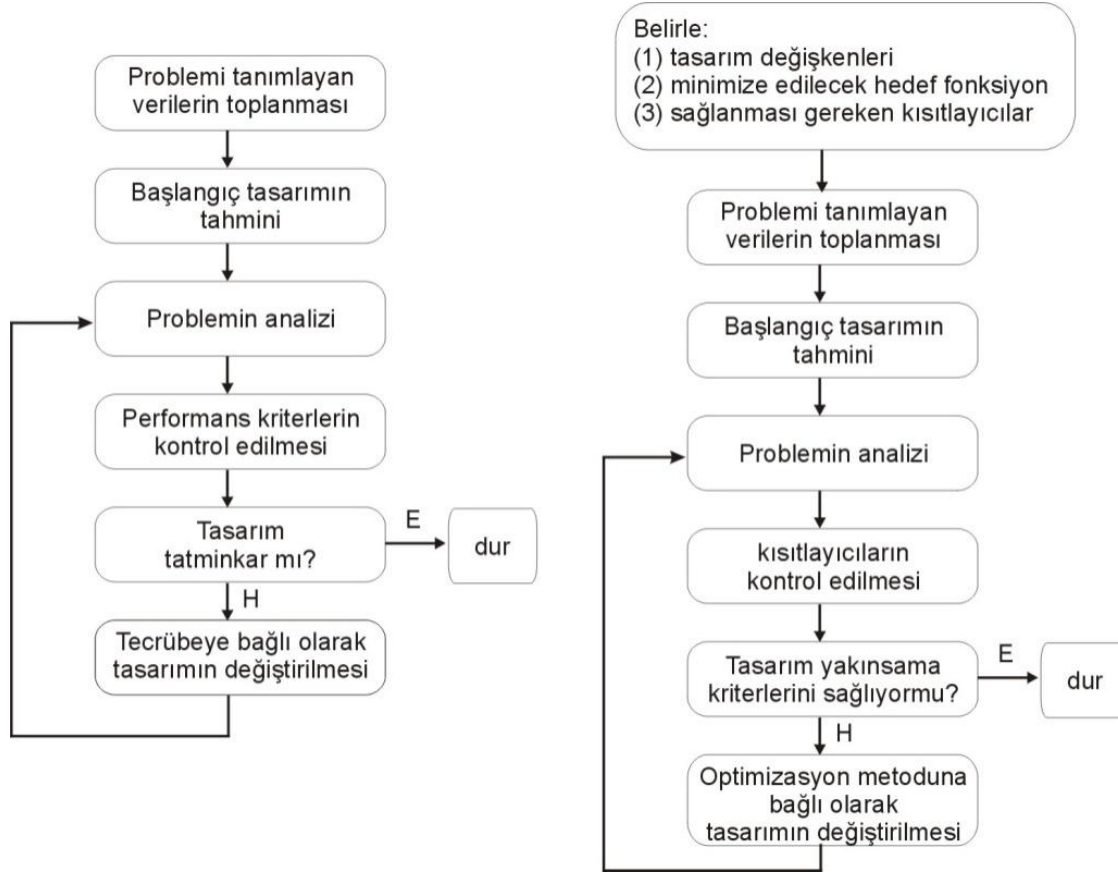 Problemi tanımlayan
verilerin toplanması
Başlangıç tasarımın
tahmini
Problemin analizi
Performans kriterlerin
kontrol edilmesi
Tasarım
tatminkar mı?
E
dur
H
Tecrübeye bağlı olarak
tasarımın değiştirilmesi
Belirle:
(1) tasarım değişkenleri
(2) minimize edilecek hedef fonksiyon
(3) sağlanması gereken kısıtlayıcılar
Problemi tanımlayan
verilerin toplanması
Başlangıç tasarımın
tahmini
Problemin analizi
kısıtlayıcıların
kontrol edilmesi
Tasarım yakınsama
kriterlerini sağlıyormu?
E
dur
H
Optimizasyon metoduna
bağlı olarak
tasarımın değiştirilmesi